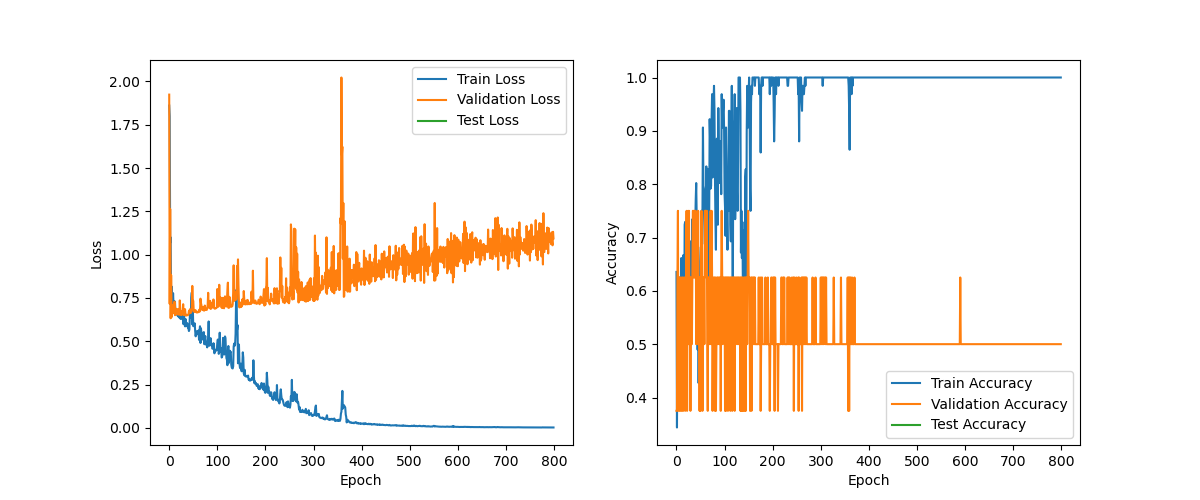 2.00
1.75
1.50
1.25
1.00
0.75
0.50
0.25
0.00
Loss
0 100 200 300 400 500 600 700 800
Epoch
Train Loss
Validation Loss
Test Loss
1.0
0.9
0.8
0.7
0.6
0.5
0.4
Accuracy
0 100 200 300 400 500 600 700 800
Epoch
Train Accuracy
Validation Accuracy
Test Accuracy